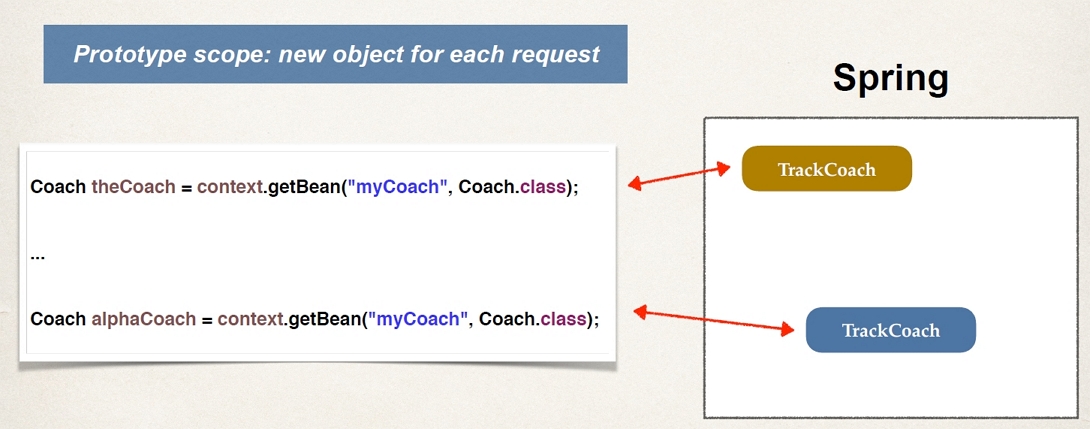 Prototype scope: new object for each request
Spring
Coach theCoach = context.getBean("myCoach", Coach.class);
...
Coach alphaCoach = context.getBean("myCoach", Coach.class);
TrackCoach
TrackCoach